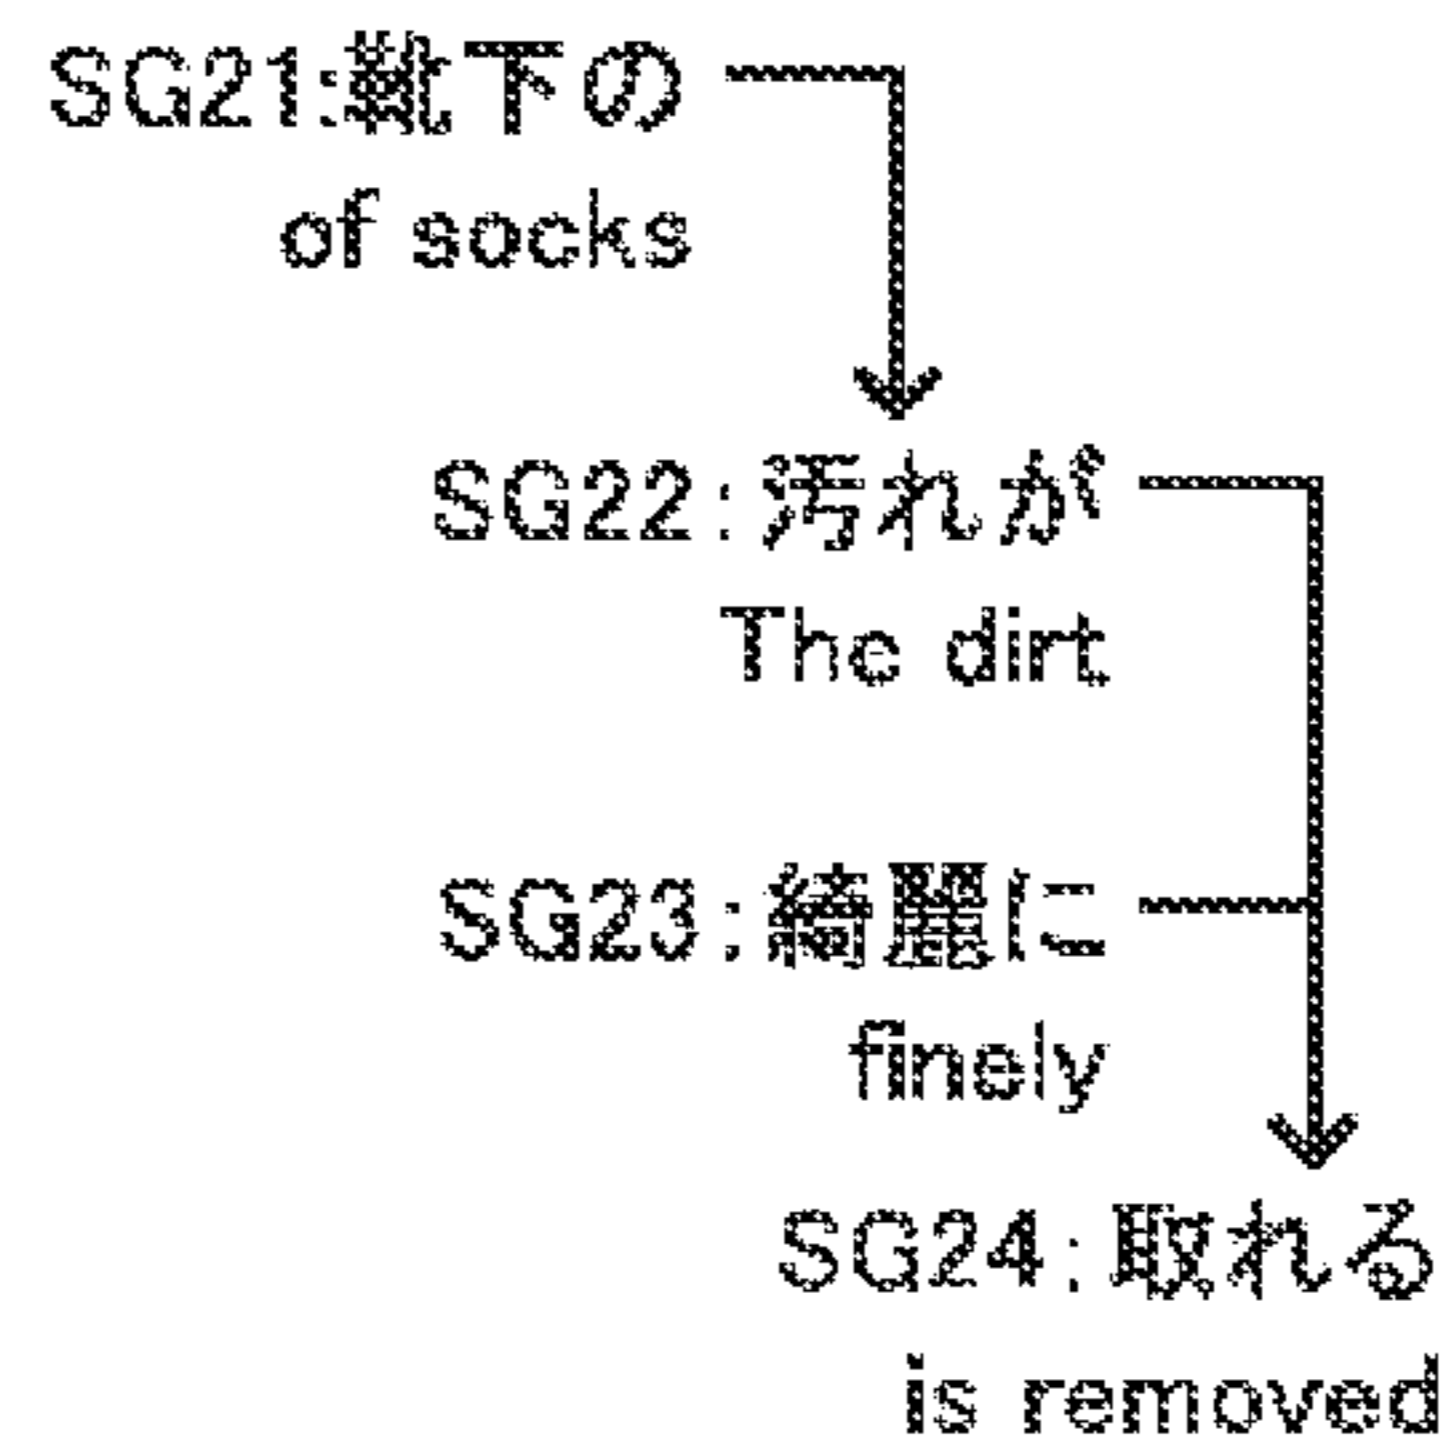 SG21:靴下の
of socks
SG22:汚れが
The dirt
SG23:綺麗に
finely
SG24:取れる
is removed